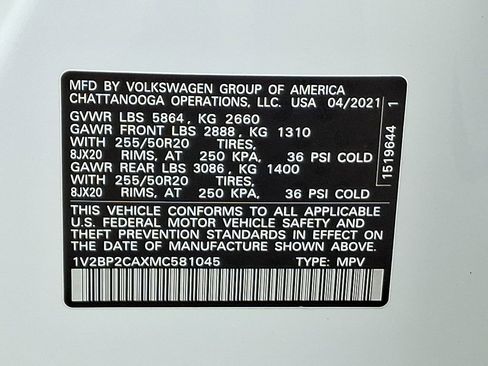 MFD BY VOLKSWAGEN GROUP OF AMERICA
CHATTANOOGA OPERATIONS, LLC. USA 04/2021
GVWR LBS 5864, KG 2660
GAWR FRONT LBS 2888, KG 1310
WITH 255/50R20 TIRES,
8JX20 RIMS, AT 250 KPA, 36 PSI COLD
GAWR REAR LBS 3086, KG 1400
WITH 255/50R20 TIRES,
8JX20 RIMS, AT 250 KPA, 36 PSI COLD
THIS VEHICLE CONFORMS TO ALL APPLICABLE
U.S. FEDERAL MOTOR VEHICLE SAFETY AND
THEFT PREVENTION STANDARDS IN EFFECT ON
THE DATE OF MANUFACTURE SHOWN ABOVE.
1V2BP2CAXMC581045 TYPE: MPV
1519644 1